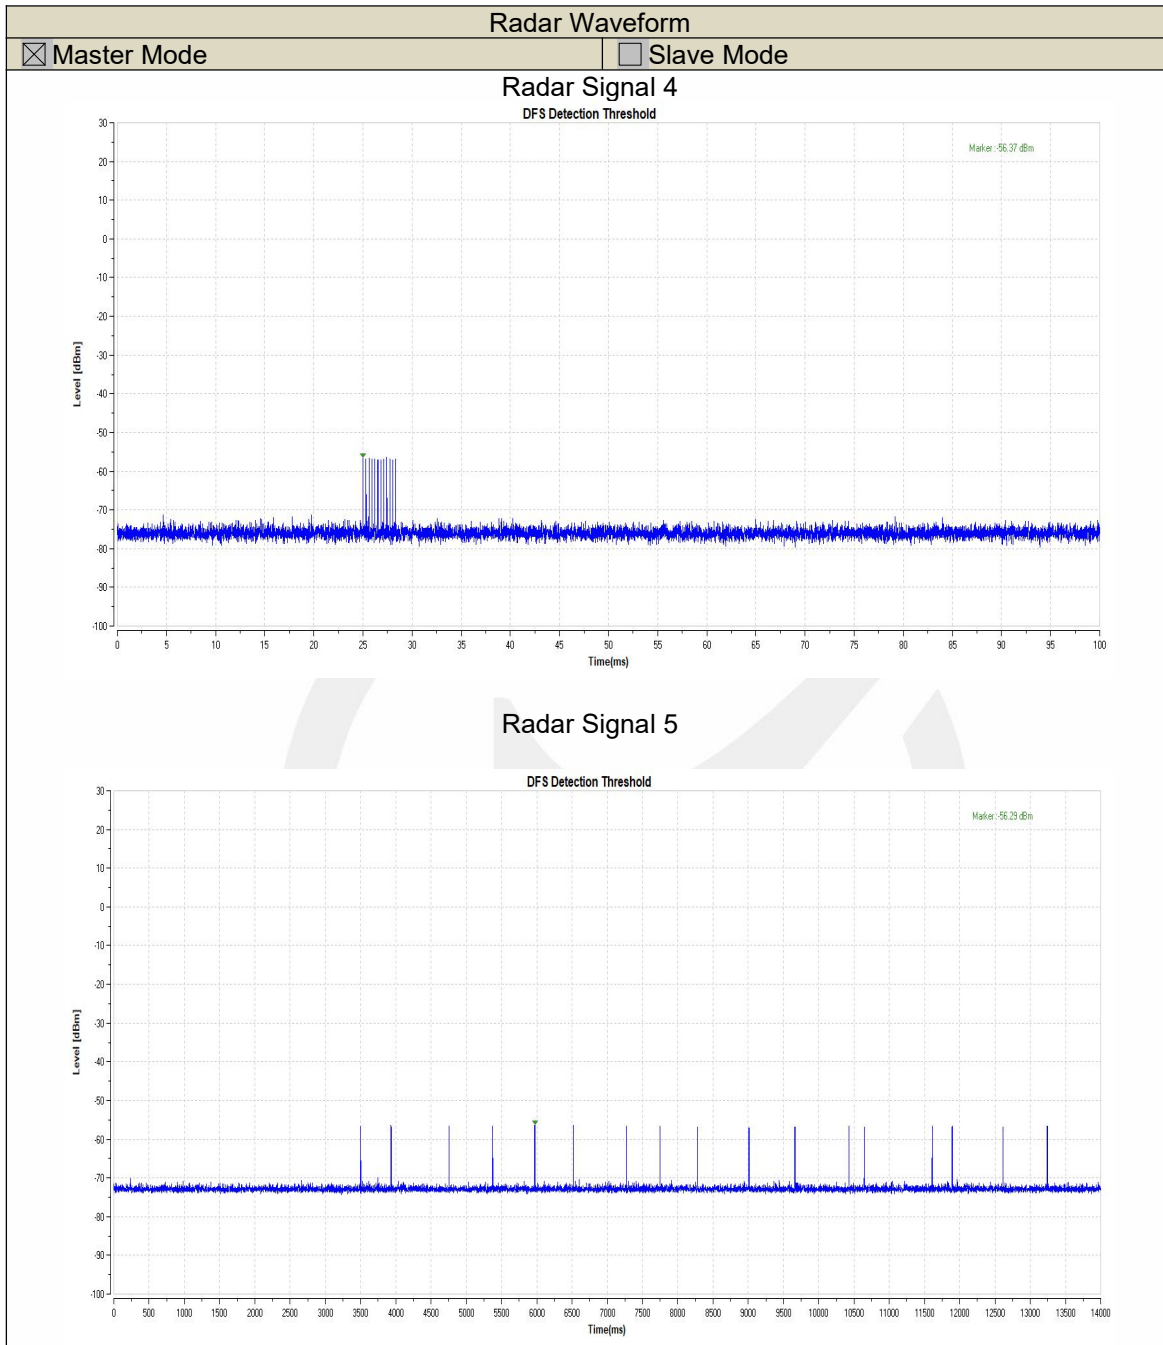 Radar Waveform
☒ Master Mode ☐ Slave Mode
Radar Signal 4
DFS Detection Threshold
Marker :-56.37 dBm
30
20
10
0
-10
-20
-30
-40
-50
-60
-70
-80
-90
-100
Level [dBm]
0 5 10 15 20 25 30 35 40 45 50 55 60 65 70 75 80 85 90 95 100
Time(ms)
Radar Signal 5
DFS Detection Threshold
Marker :-56.29 dBm
30
20
10
0
-10
-20
-30
-40
-50
-60
-70
-80
-90
-100
Level [dBm]
0 500 1000 1500 2000 2500 3000 3500 4000 4500 5000 5500 6000 6500 7000 7500 8000 8500 9000 9500 10000 10500 11000 11500 12000 12500 13000 13500 14000
Time(ms)